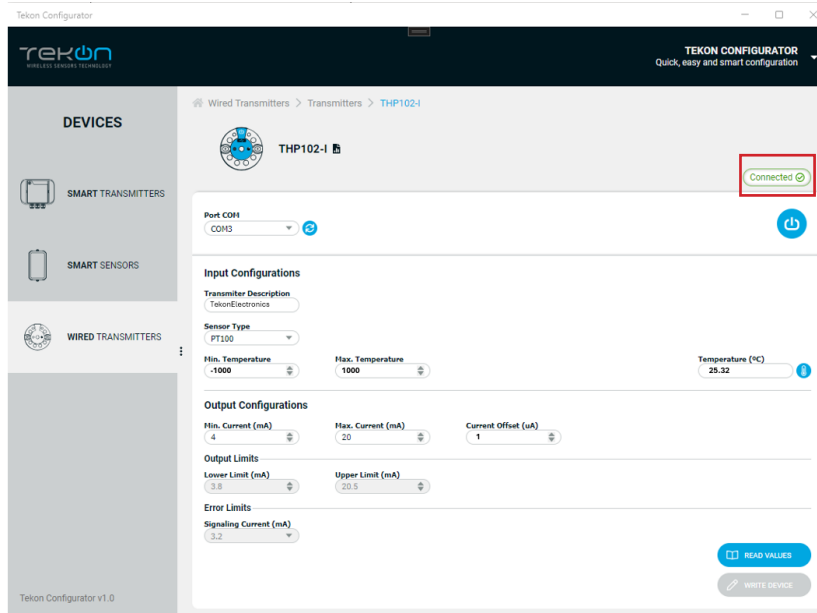 Tekon Configurator
TEKON
WIRELESS SENSORS TECHNOLOGY
TEKON CONFIGURATOR
Quick, easy and smart configuration
DEVICES
SMART TRANSMITTERS
SMART SENSORS
WIRED TRANSMITTERS
Tekon Configurator v1.0
Wired Transmitters > Transmitters > THP102-I
THP102-I
Connected
Port COM
COM3
Input Configurations
Transmiter Description
TekonElectronics
Sensor Type
PT100
Min. Temperature Max. Temperature Temperature (ºC)
-1000 1000 25.32
Output Configurations
Min. Current (mA) Max. Current (mA) Current Offset (uA)
4 20 1
Output Limits
Lower Limit (mA) Upper Limit (mA)
3.8 20.5
Error Limits
Signaling Current (mA)
3.2
READ VALUES
WRITE DEVICE